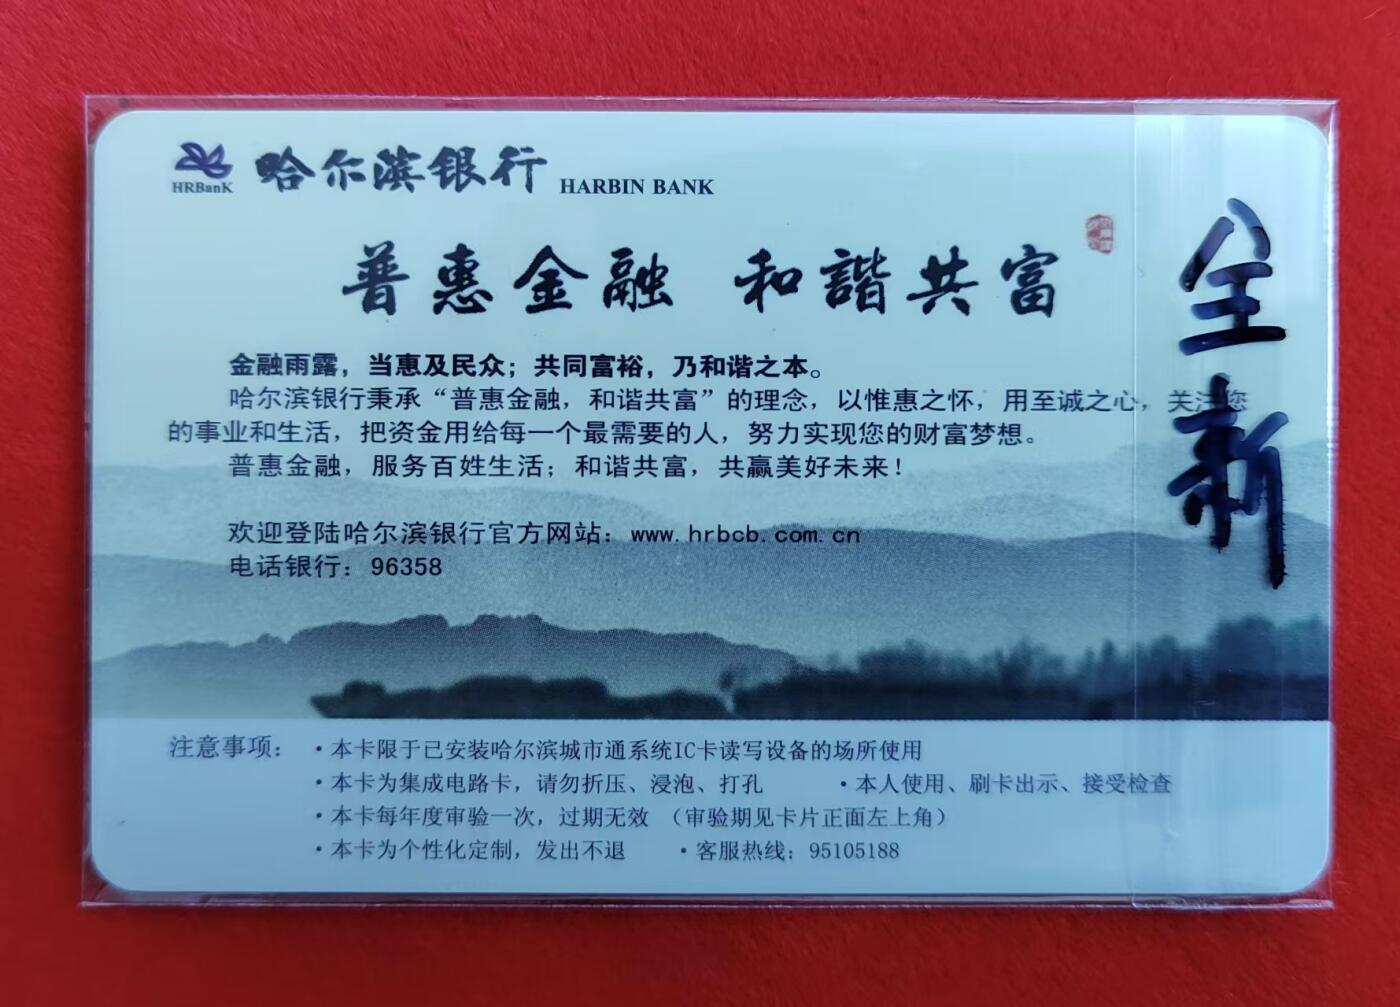 HRBanK 哈尔滨银行 HARBIN BANK
普惠金融 和諧共富
金融雨露，当惠及民众；共同富裕，乃和谐之本。
哈尔滨银行秉承“普惠金融，和谐共富”的理念，以惟惠之怀，用至诚之心，关注您
的事业和生活，把资金用给每一个最需要的人，努力实现您的财富梦想。
普惠金融，服务百姓生活；和谐共富，共赢美好未来！
欢迎登陆哈尔滨银行官方网站：www.hrbcb.com.cn
电话银行：96358
全新
注意事项：·本卡限于已安装哈尔滨城市通系统IC卡读写设备的场所使用
·本卡为集成电路卡，请勿折压、浸泡、打孔 ·本人使用、刷卡出示、接受检查
·本卡每年度审验一次，过期无效 （审验期见卡片正面左上角）
·本卡为个性化定制，发出不退 ·客服热线：95105188